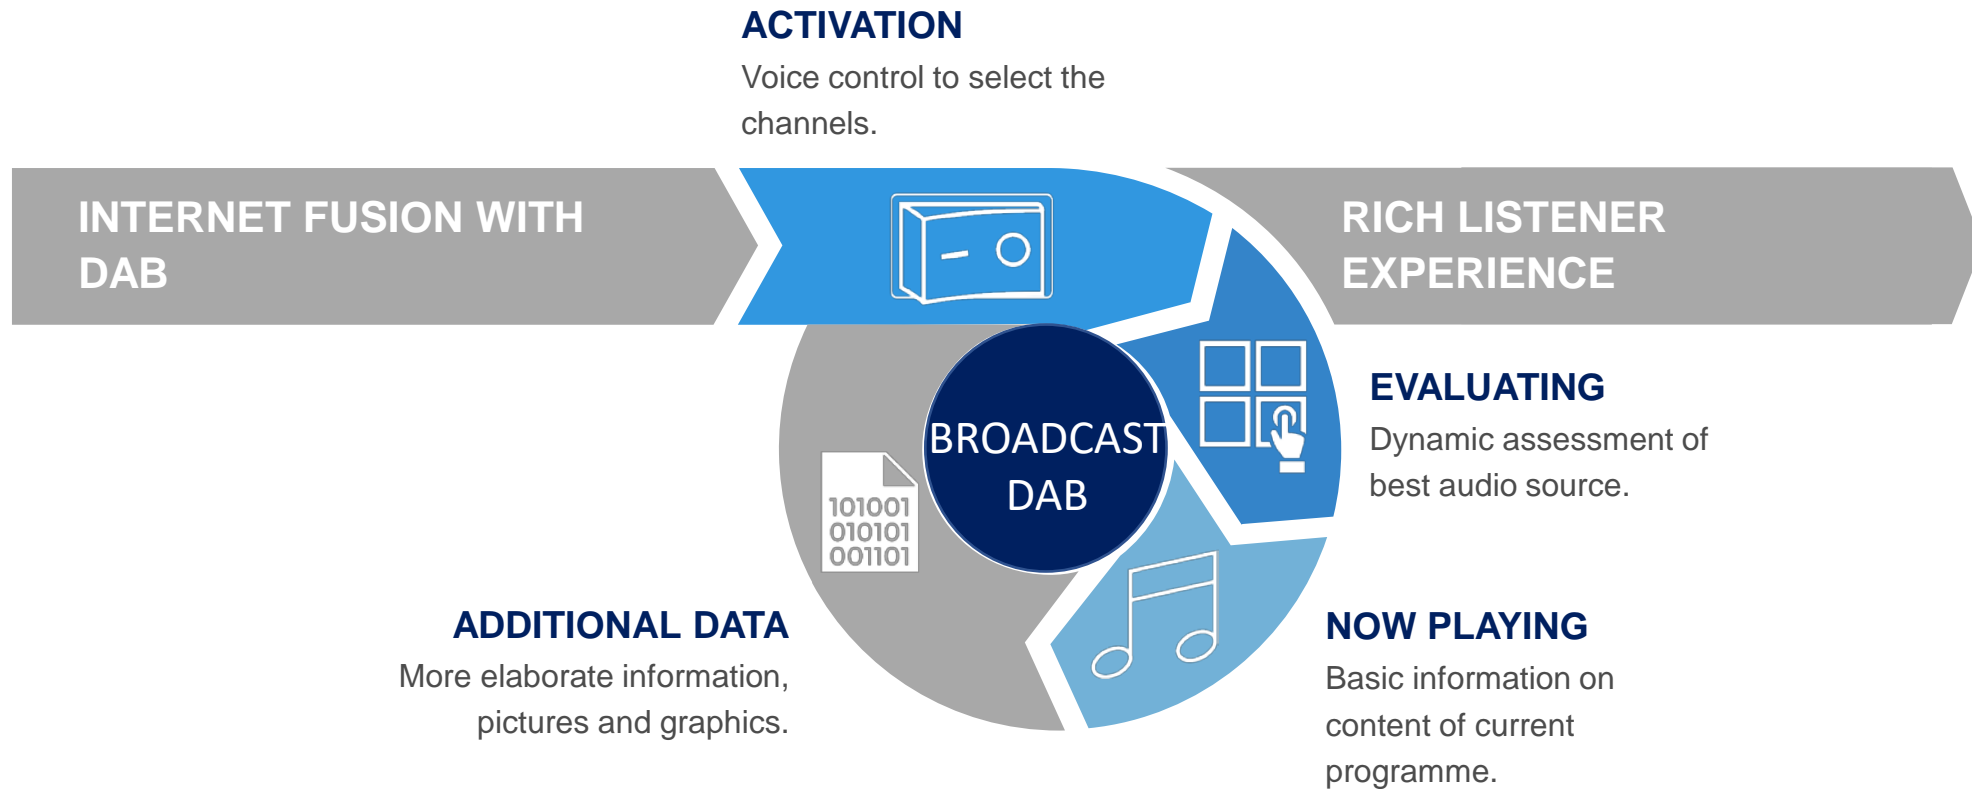 ACTIVATION
Voice control to select the
channels.
INTERNET FUSION WITH
DAB
RICH LISTENER
EXPERIENCE
BROADCAST
DAB
EVALUATING
Dynamic assessment of
best audio source.
101001
010101
001101
ADDITIONAL DATA
More elaborate information,
pictures and graphics.
NOW PLAYING
Basic information on
content of current
programme.